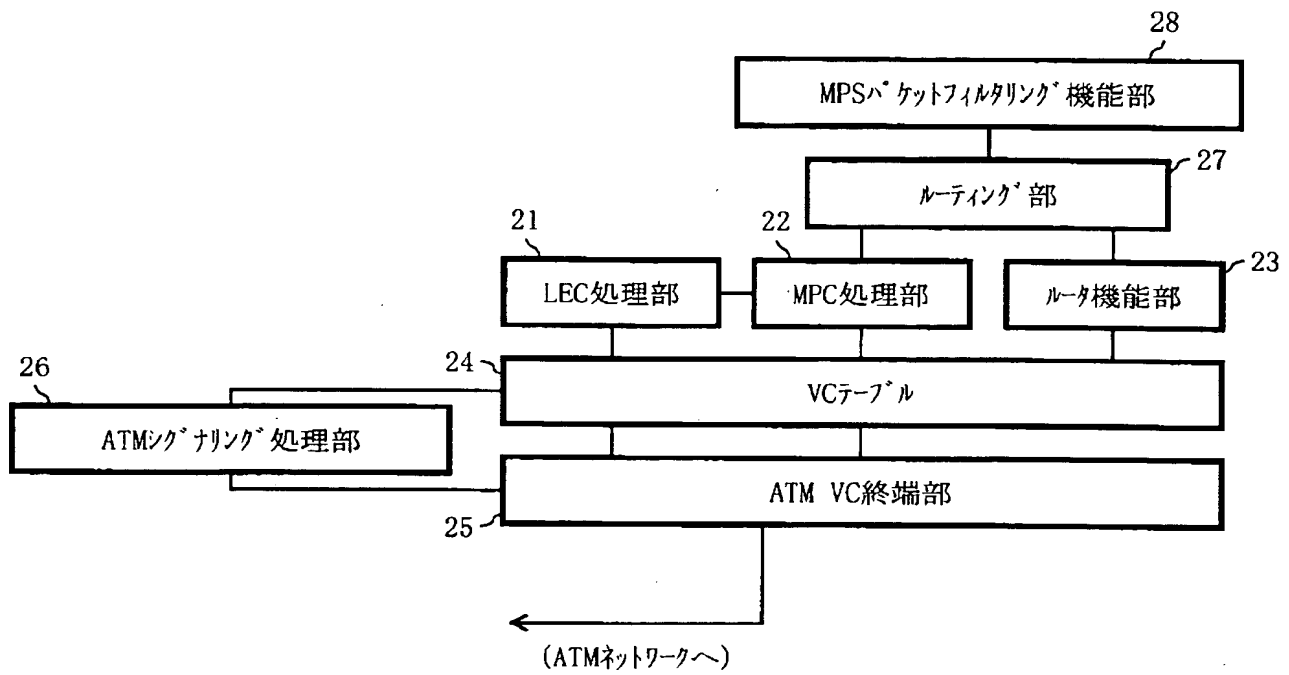 28
MPSﾊﾟｹｯﾄﾌｨﾙﾀﾘﾝｸﾞ機能部
27
ﾙｰﾃｨﾝｸﾞ部
21
22
23
LEC処理部
MPC処理部
ﾙｰﾀ機能部
24
VCﾃｰﾌﾞﾙ
26
ATMｼｸﾞﾅﾘﾝｸﾞ処理部
ATM VC終端部
25
(ATMﾈｯﾄﾜｰｸへ)